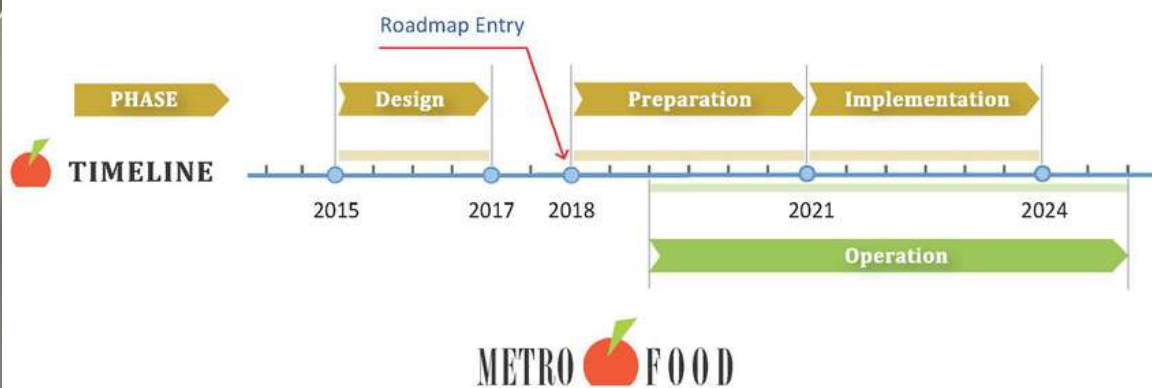 Roadmap Entry
PHASE
Design
Preparation
Implementation
TIMELINE
2015
2017
2018
2021
2024
Operation
METRO FOOD